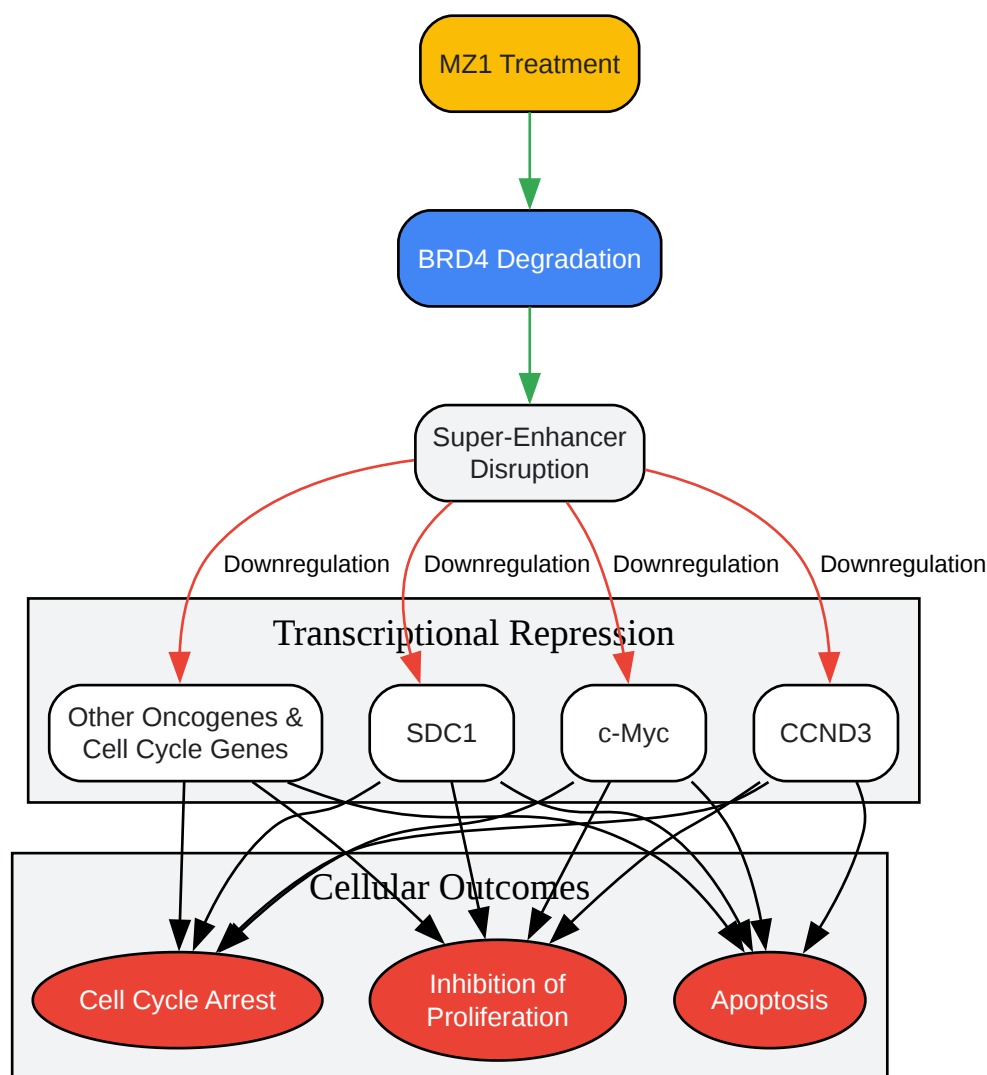 MZ1 Treatment
BRD4 Degradation
Super-Enhancer
Disruption
Downregulation
Downregulation
Downregulation
Downregulation
Transcriptional Repression
Other Oncogenes &
Cell Cycle Genes
SDC1
c-Myc
CCND3
Cellular Outcomes
Cell Cycle Arrest
Inhibition of
Proliferation
Apoptosis